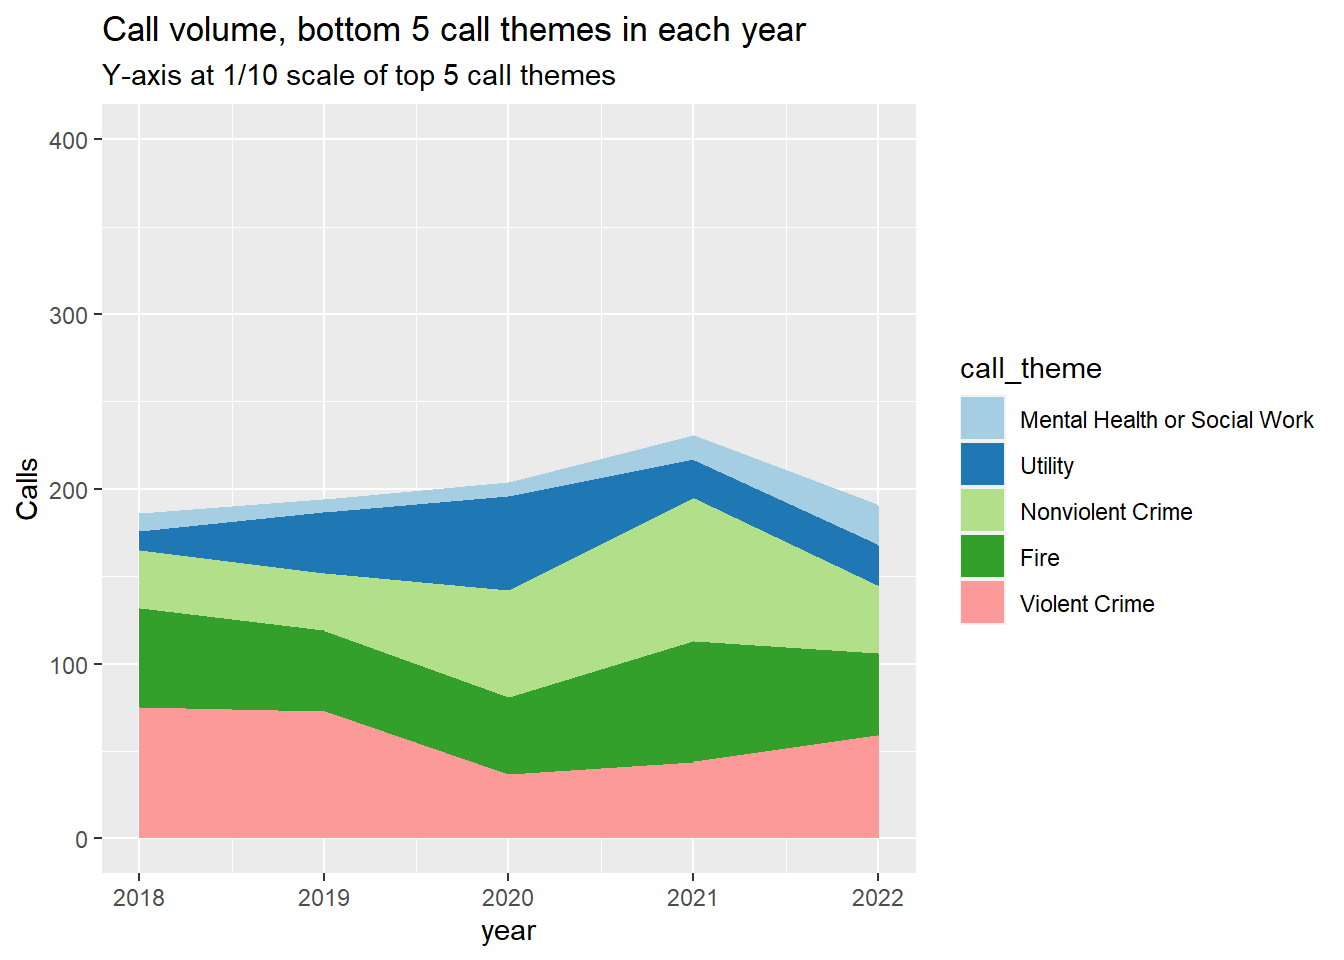 Call volume, bottom 5 call themes in each year
Y-axis at 1/10 scale of top 5 call themes
400
300
200
100
0
Calls
2018 2019 2020 2021 2022
year
call_theme
Mental Health or Social Work
Utility
Nonviolent Crime
Fire
Violent Crime